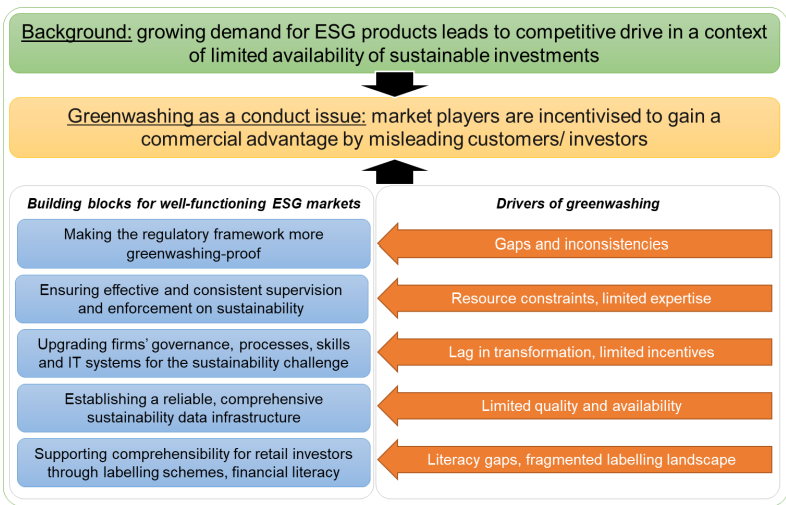 Background: growing demand for ESG products leads to competitive drive in a context
of limited availability of sustainable investments
Greenwashing as a conduct issue: market players are incentivised to gain a
commercial advantage by misleading customers/ investors
Building blocks for well-functioning ESG markets
Drivers of greenwashing
Making the regulatory framework more
greenwashing-proof
Gaps and inconsistencies
Ensuring effective and consistent supervision
and enforcement on sustainability
Resource constraints, limited expertise
Upgrading firms' governance, processes, skills
and IT systems for the sustainability challenge
Lag in transformation, limited incentives
Establishing a reliable, comprehensive
sustainability data infrastructure
Limited quality and availability
Supporting comprehensibility for retail investors
through labelling schemes, financial literacy
Literacy gaps, fragmented labelling landscape